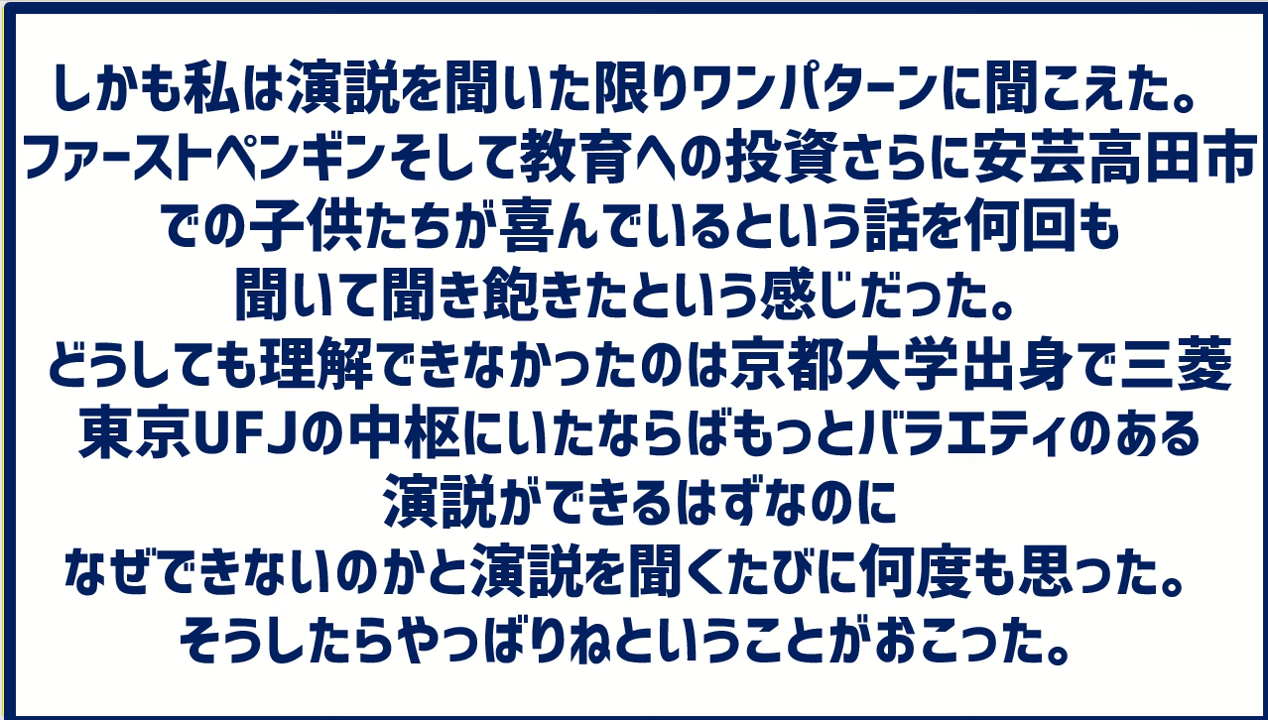 しかも私は演説を聞いた限りワンパターンに聞こえた。
ファーストペンギンそして教育への投資さらに安芸高田市
での子供たちが喜んでいるという話を何回も
聞いて聞き飽きたという感じだった。
どうしても理解できなかったのは京都大学出身で三菱
東京UFJの中枢にいたならばもっとバラエティのある
演説ができるはずなのに
なぜできないのかと演説を聞くたびに何度も思った。
そうしたらやっぱりねということがおこった。